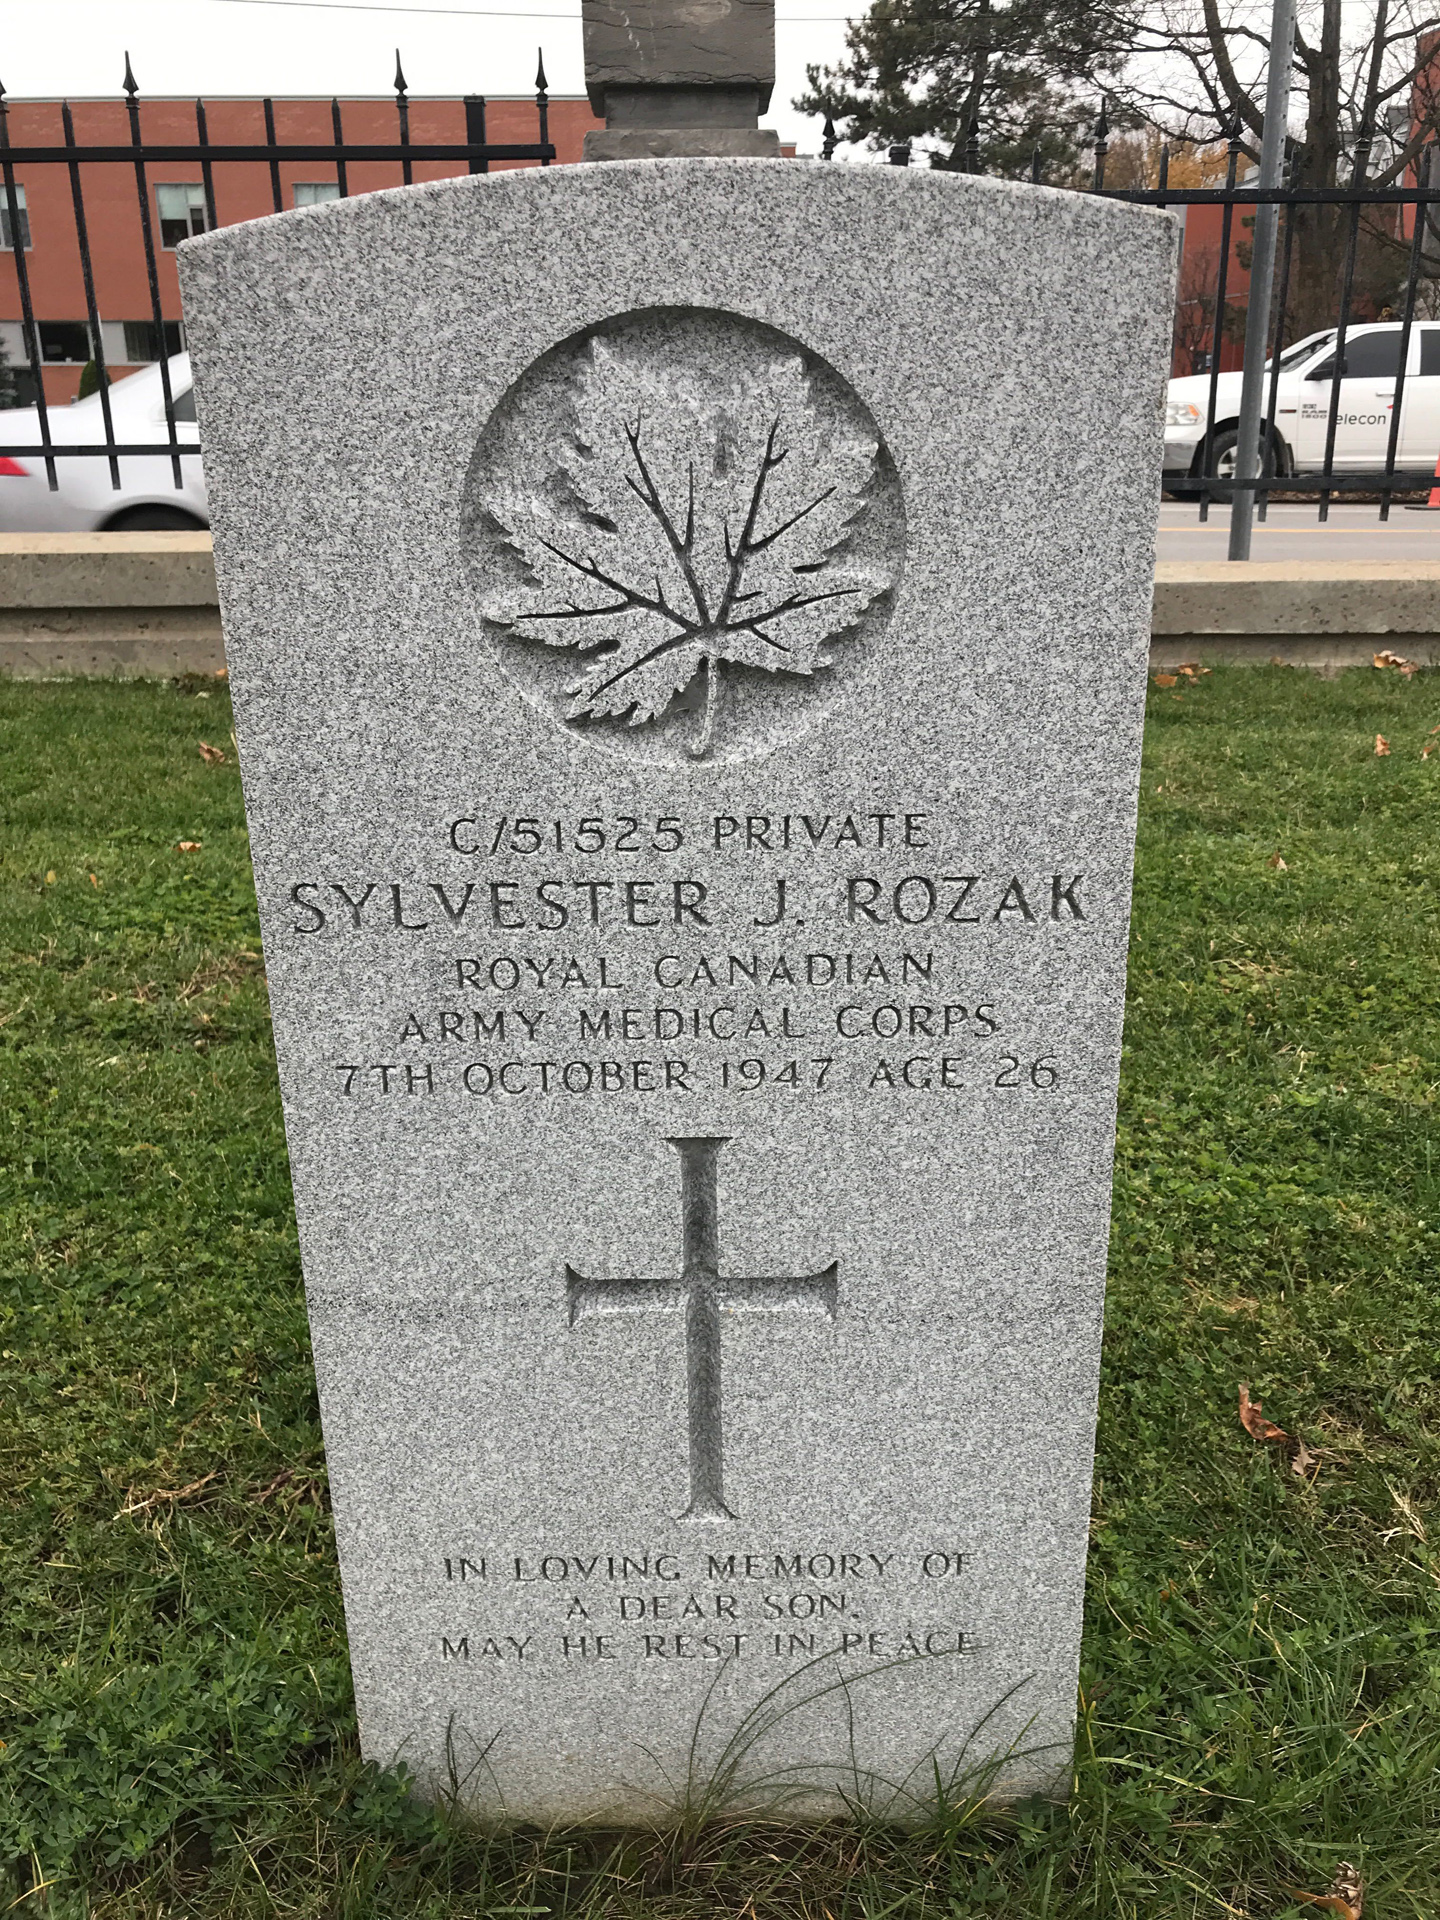 C/51525 PRIVATE
SYLVESTER J. ROZAK
ROYAL CANADIAN
ARMY MEDICAL CORPS
7TH OCTOBER 1947 AGE 26
IN LOVING MEMORY OF
A DEAR SON.
MAY HE REST IN PEACE
elecon